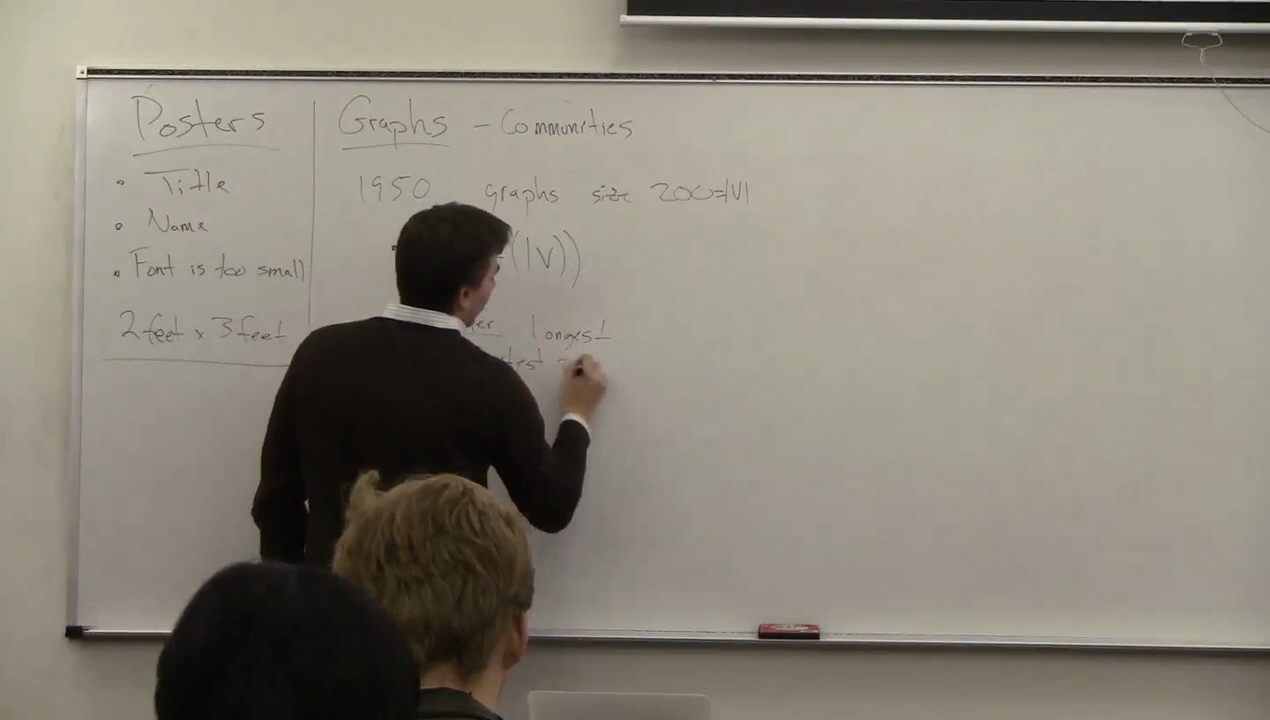 Posters
• Title
• Name
• Font is too small
2 feet x 3 feet
Graphs - Communities
1950 graphs size 200=|V|
(|V|)
longest